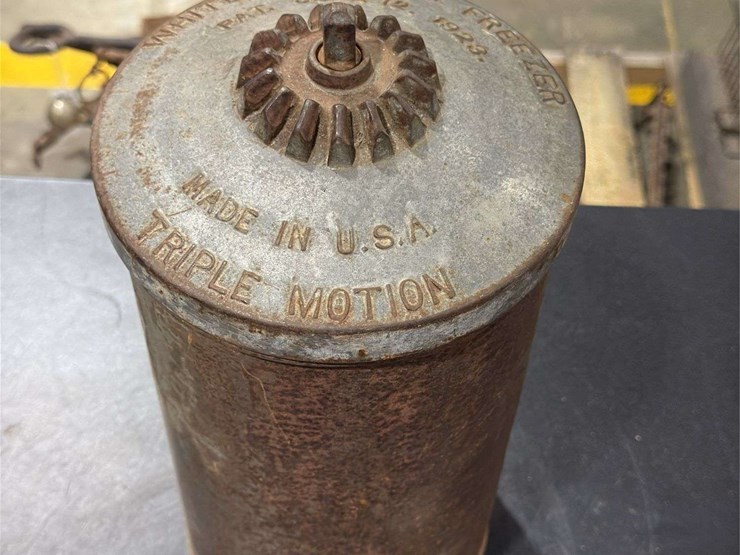 FREEZER
PAT. 1923.
MADE IN U.S.A.
TRIPLE MOTION